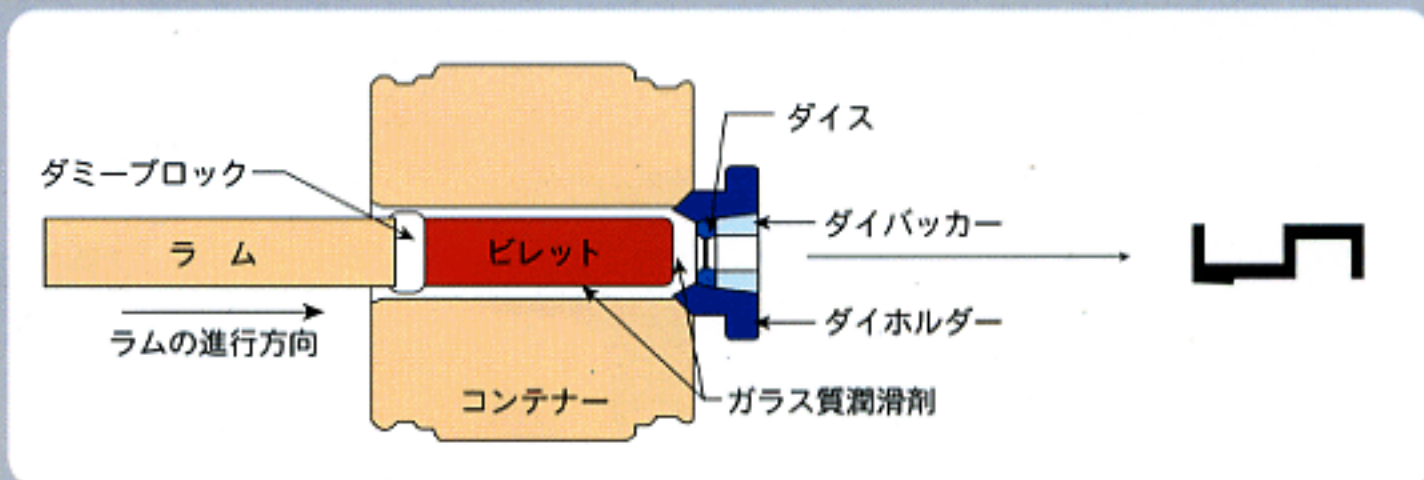 ダイス
ダミーブロック
ラム
ビレット
ダイバッカー
ラムの進行方向
ダイホルダー
コンテナー
ガラス質潤滑剤